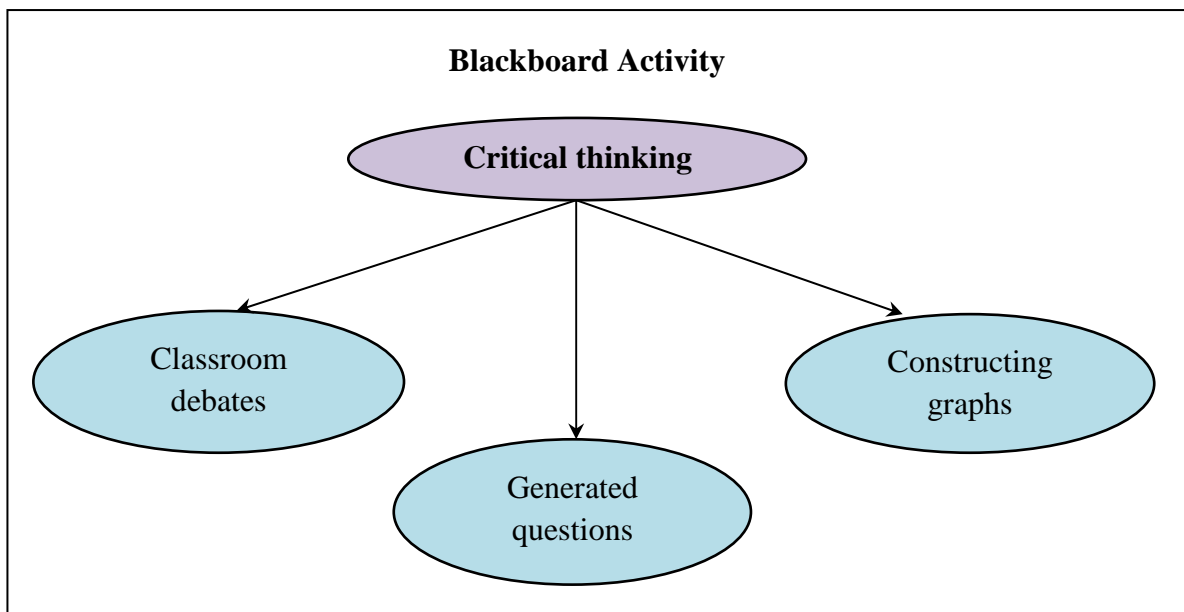 Blackboard Activity
Critical thinking
Classroom
debates
Generated
questions
Constructing
graphs